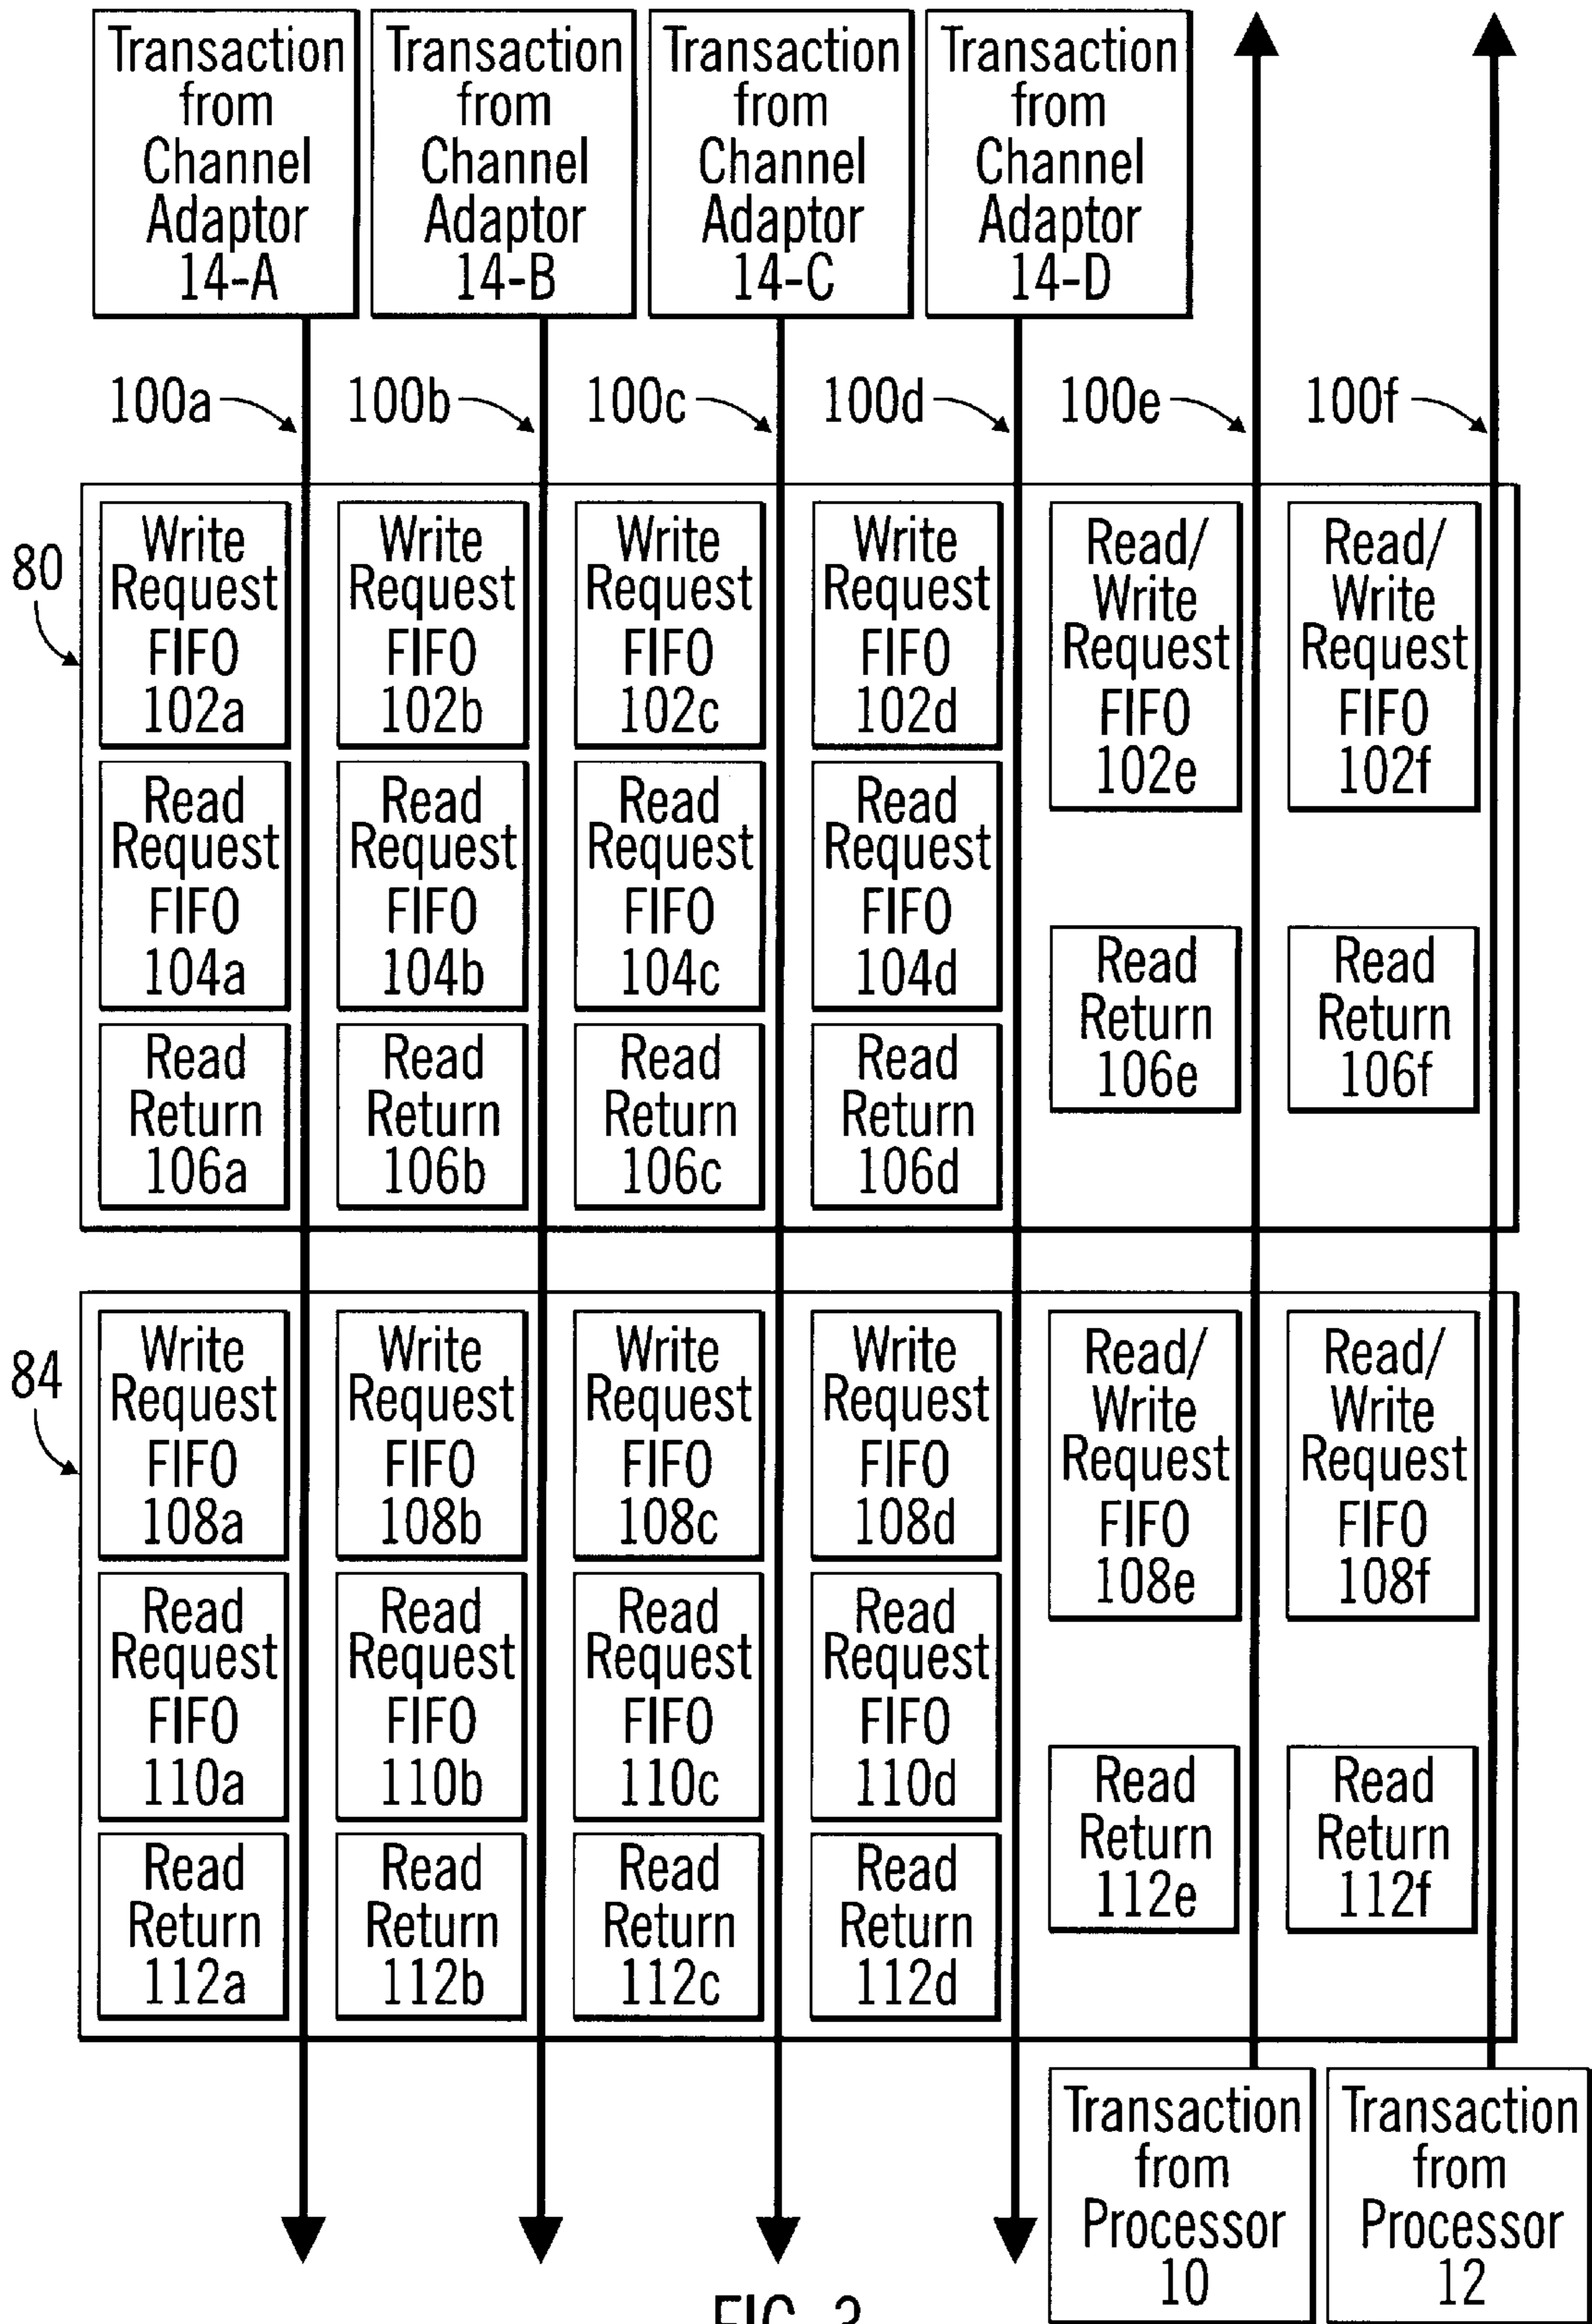 Transaction
from
Channel
Adaptor
14-A
Transaction
from
Channel
Adaptor
14-B
Transaction
from
Channel
Adaptor
14-C
Transaction
from
Channel
Adaptor
14-D
100a
100b
100c
100d
100e
100f
80
Write
Request
FIFO
102a
Write
Request
FIFO
102b
Write
Request
FIFO
102c
Write
Request
FIFO
102d
Read/
Write
Request
FIFO
102e
Read/
Write
Request
FIFO
102f
Read
Request
FIFO
104a
Read
Request
FIFO
104b
Read
Request
FIFO
104c
Read
Request
FIFO
104d
Read
Return
106a
Read
Return
106b
Read
Return
106c
Read
Return
106d
Read
Return
106e
Read
Return
106f
84
Write
Request
FIFO
108a
Write
Request
FIFO
108b
Write
Request
FIFO
108c
Write
Request
FIFO
108d
Read/
Write
Request
FIFO
108e
Read/
Write
Request
FIFO
108f
Read
Request
FIFO
110a
Read
Request
FIFO
110b
Read
Request
FIFO
110c
Read
Request
FIFO
110d
Read
Return
112a
Read
Return
112b
Read
Return
112c
Read
Return
112d
Read
Return
112e
Read
Return
112f
Transaction
from
Processor
10
Transaction
from
Processor
12
FIG.